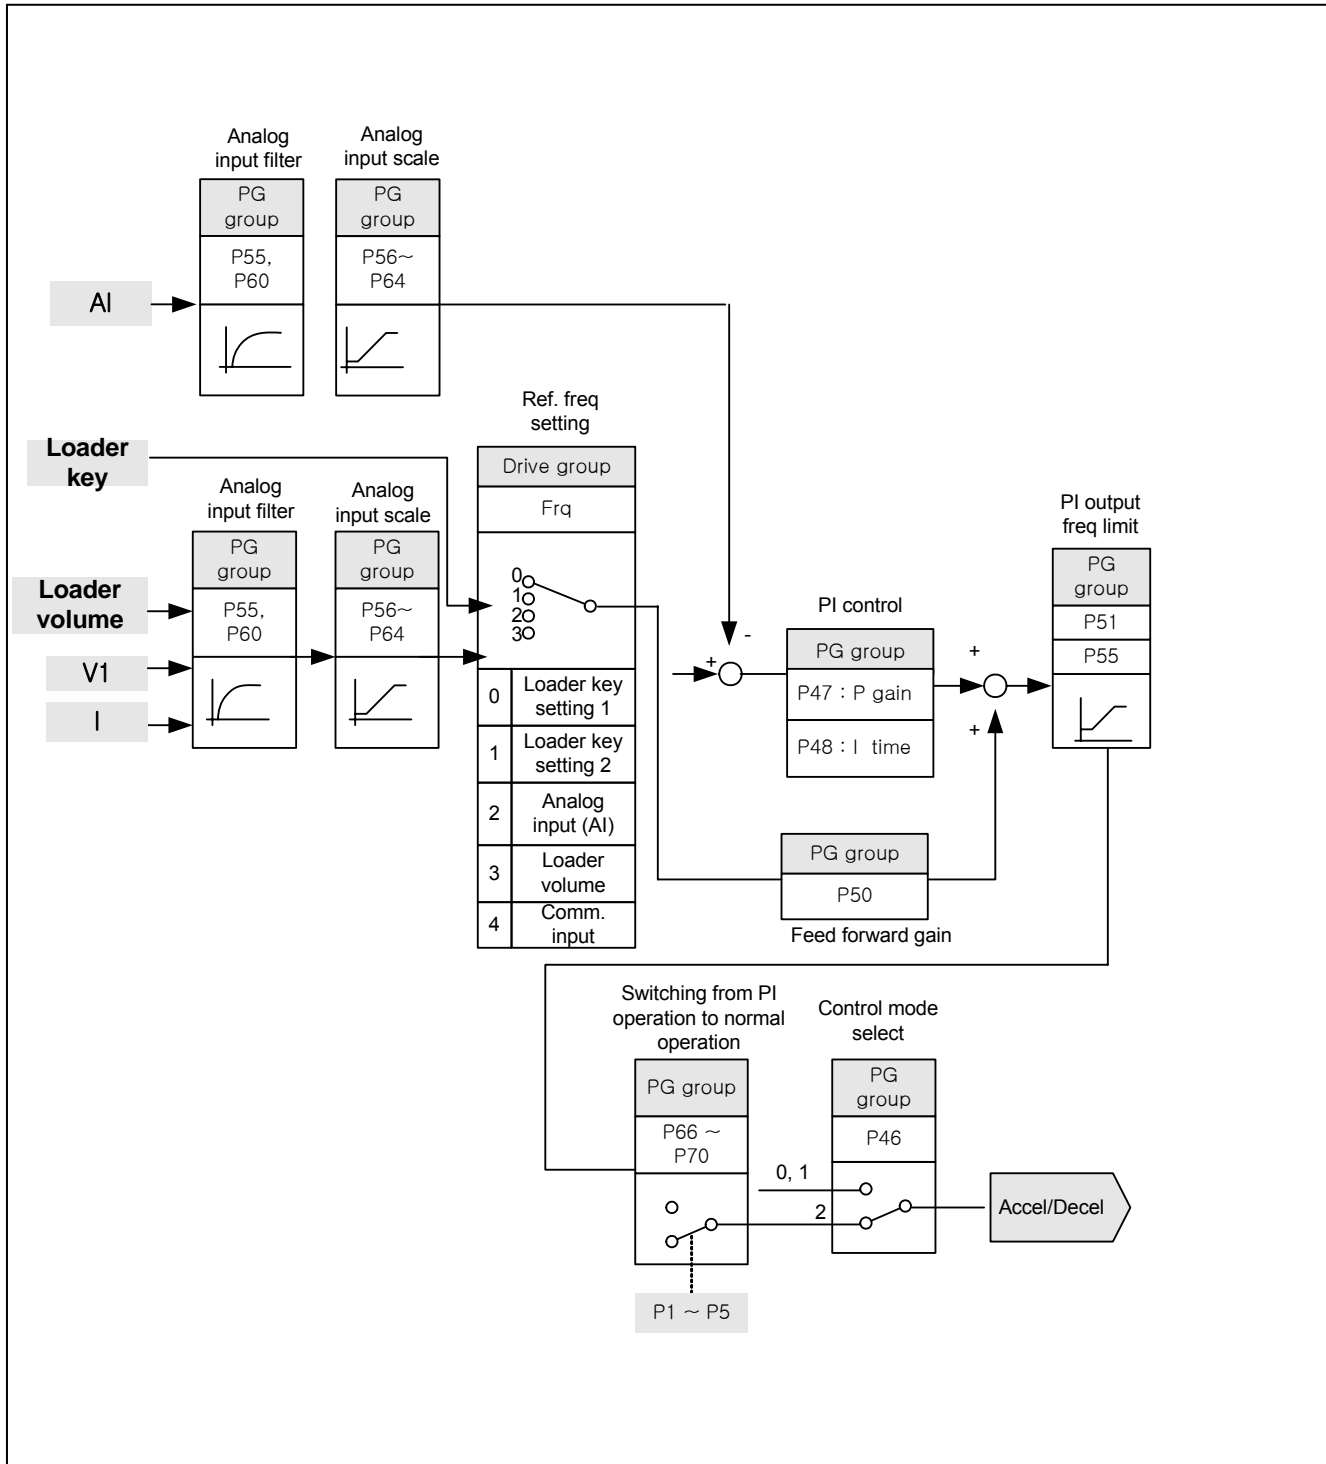 Analog
input filter
Analog
input scale
PG
group
P55,
P60
PG
group
P56~
P64
AI
Ref. freq
setting
Loader
key
Drive group
Frq
0
1
2
3
0
Loader key
setting 1
1
Loader key
setting 2
2
Analog
input (AI)
3
Loader
volume
4
Comm.
input
Analog
input filter
Analog
input scale
PG
group
P55,
P60
PG
group
P56~
P64
Loader
volume
V1
I
-
+
PI control
PG group
P47 : P gain
P48 : I time
+
+
PI output
freq limit
PG
group
P51
P55
PG group
P50
Feed forward gain
Switching from PI
operation to normal
operation
PG group
P66 ~
P70
P1 ~ P5
Control mode
select
PG
group
P46
0, 1
2
Accel/Decel